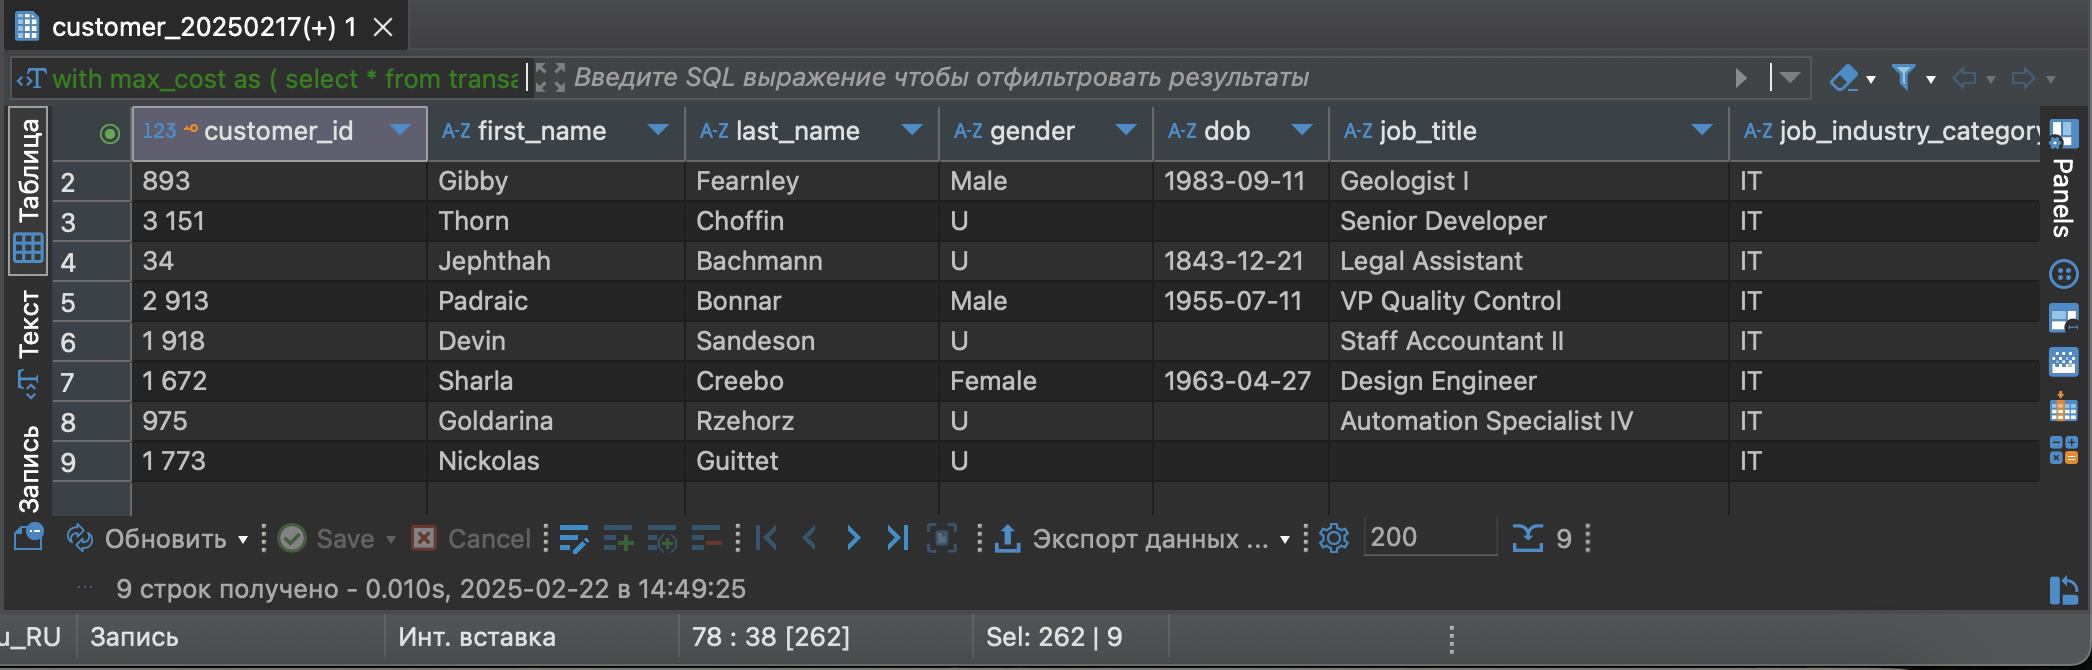 customer_20250217(+) 1
with max_cost as ( select * from transa Введите SQL выражение чтобы отфильтровать результаты
123 customer_id A-Z first_name A-Z last_name A-Z gender A-Z dob A-Z job_title A-Z job_industry_category
2 893 Gibby Fearnley Male 1983-09-11 Geologist I IT
3 3 151 Thorn Choffin U Senior Developer IT
4 34 Jephthah Bachmann U 1843-12-21 Legal Assistant IT
5 2 913 Padraic Bonnar Male 1955-07-11 VP Quality Control IT
6 1 918 Devin Sandeson U Staff Accountant II IT
7 1 672 Sharla Creebo Female 1963-04-27 Design Engineer IT
8 975 Goldarina Rzehorz U Automation Specialist IV IT
9 1 773 Nickolas Guittet U IT
Таблица
Текст
Запись
Panels
Обновить Save Cancel Экспорт данных ... 200 9
9 строк получено - 0.010s, 2025-02-22 в 14:49:25
u_RU Запись Инт. вставка 78 : 38 [262] Sel: 262 | 9